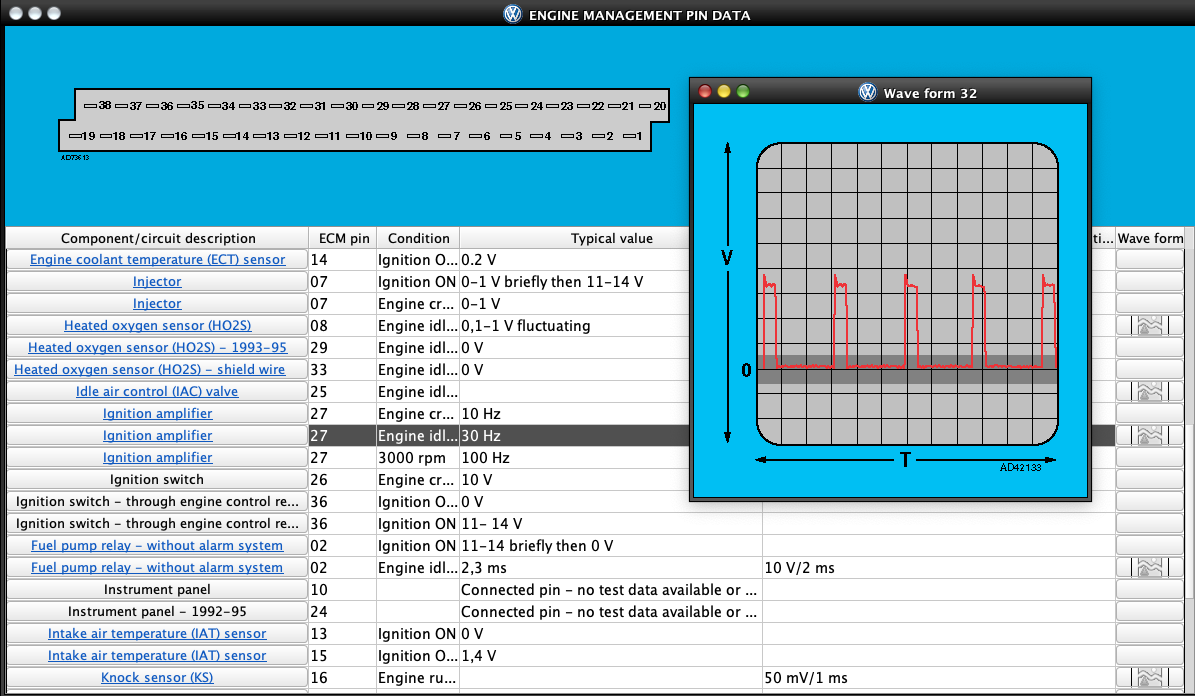 ENGINE MANAGEMENT PIN DATA
38 37 36 35 34 33 32 31 30 29 28 27 26 25 24 23 22 21 20
19 18 17 16 15 14 13 12 11 10 9 8 7 6 5 4 3 2 1
AD73613
Wave form 32
V
0
T
AD42133
Component/circuit description ECM pin Condition Typical value ti... Wave form
Engine coolant temperature (ECT) sensor 14 Ignition O... 0.2 V
Injector 07 Ignition ON 0-1 V briefly then 11-14 V
Injector 07 Engine cr... 0-1 V
Heated oxygen sensor (HO2S) 08 Engine idl... 0,1-1 V fluctuating
Heated oxygen sensor (HO2S) - 1993-95 29 Engine idl... 0 V
Heated oxygen sensor (HO2S) - shield wire 33 Engine idl... 0 V
Idle air control (IAC) valve 25 Engine idl...
Ignition amplifier 27 Engine cr... 10 Hz
Ignition amplifier 27 Engine idl... 30 Hz
Ignition amplifier 27 3000 rpm 100 Hz
Ignition switch 26 Engine cr... 10 V
Ignition switch - through engine control re... 36 Ignition O... 0 V
Ignition switch - through engine control re... 36 Ignition ON 11- 14 V
Fuel pump relay - without alarm system 02 Ignition ON 11-14 briefly then 0 V
Fuel pump relay - without alarm system 02 Engine idl... 2,3 ms 10 V/2 ms
Instrument panel 10 Connected pin - no test data available or ...
Instrument panel - 1992-95 24 Connected pin - no test data available or ...
Intake air temperature (IAT) sensor 13 Ignition ON 0 V
Intake air temperature (IAT) sensor 15 Ignition O... 1,4 V
Knock sensor (KS) 16 Engine ru... 50 mV/1 ms